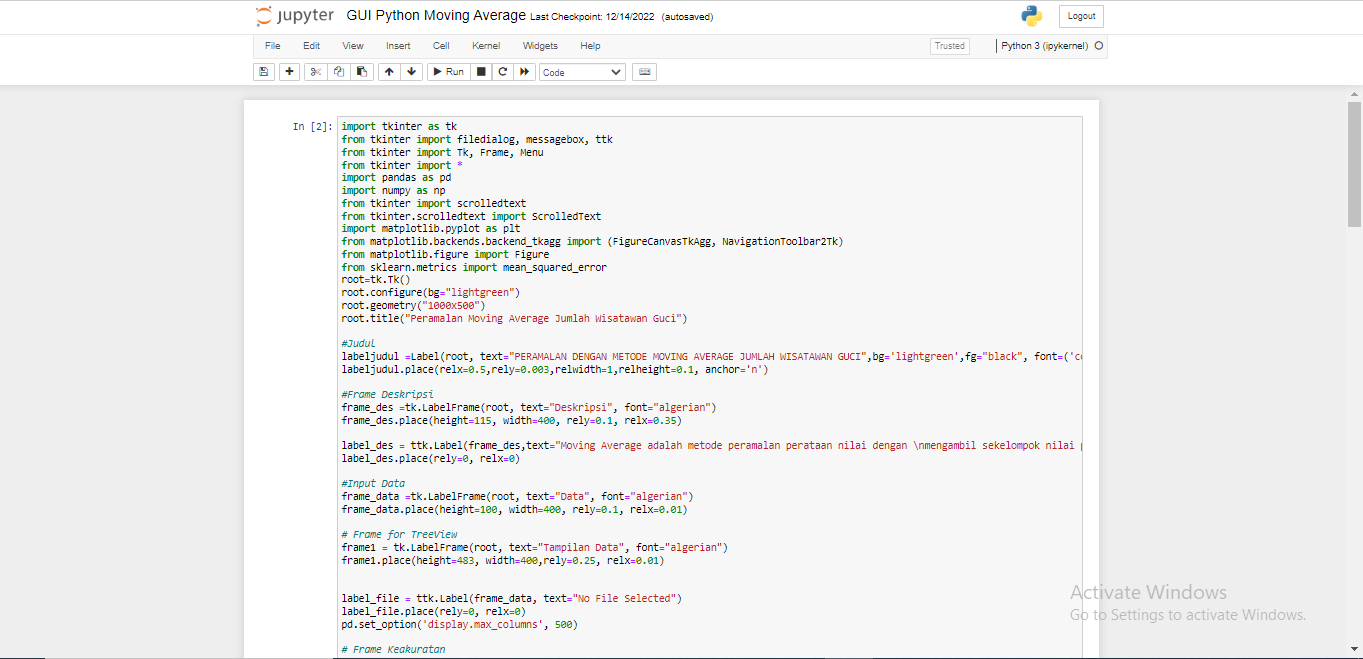 jupyter GUI Python Moving Average Last Checkpoint: 12/14/2022 (autosaved) Logout
File Edit View Insert Cell Kernel Widgets Help Trusted Python 3 (ipykernel)
Run Code
In [2]:
import tkinter as tk
from tkinter import filedialog, messagebox, ttk
from tkinter import Tk, Frame, Menu
from tkinter import *
import pandas as pd
import numpy as np
from tkinter import scrolledtext
from tkinter.scrolledtext import ScrolledText
import matplotlib.pyplot as plt
from matplotlib.backends.backend_tkagg import (FigureCanvasTkAgg, NavigationToolbar2Tk)
from matplotlib.figure import Figure
from sklearn.metrics import mean_squared_error
root=tk.Tk()
root.configure(bg="lightgreen")
root.geometry("1000x500")
root.title("Peramalan Moving Average Jumlah Wisatawan Guci")
#Judul
labeljudul =Label(root, text="PERAMALAN DENGAN METODE MOVING AVERAGE JUMLAH WISATAWAN GUCI",bg='lightgreen',fg="black", font=('c
labeljudul.place(relx=0.5,rely=0.003,relwidth=1,relheight=0.1, anchor='n')
#Frame Deskripsi
frame_des =tk.LabelFrame(root, text="Deskripsi", font="algerian")
frame_des.place(height=115, width=400, rely=0.1, relx=0.35)
label_des = ttk.Label(frame_des,text="Moving Average adalah metode peramalan perataan nilai dengan \nmengambil sekelompok nilai
label_des.place(rely=0, relx=0)
#Input Data
frame_data =tk.LabelFrame(root, text="Data", font="algerian")
frame_data.place(height=100, width=400, rely=0.1, relx=0.01)
# Frame for TreeView
frame1 = tk.LabelFrame(root, text="Tampilan Data", font="algerian")
frame1.place(height=483, width=400,rely=0.25, relx=0.01)
label_file = ttk.Label(frame_data, text="No File Selected")
label_file.place(rely=0, relx=0)
pd.set_option('display.max_columns', 500)
# Frame Keakuratan
Activate Windows
Go to Settings to activate Windows.